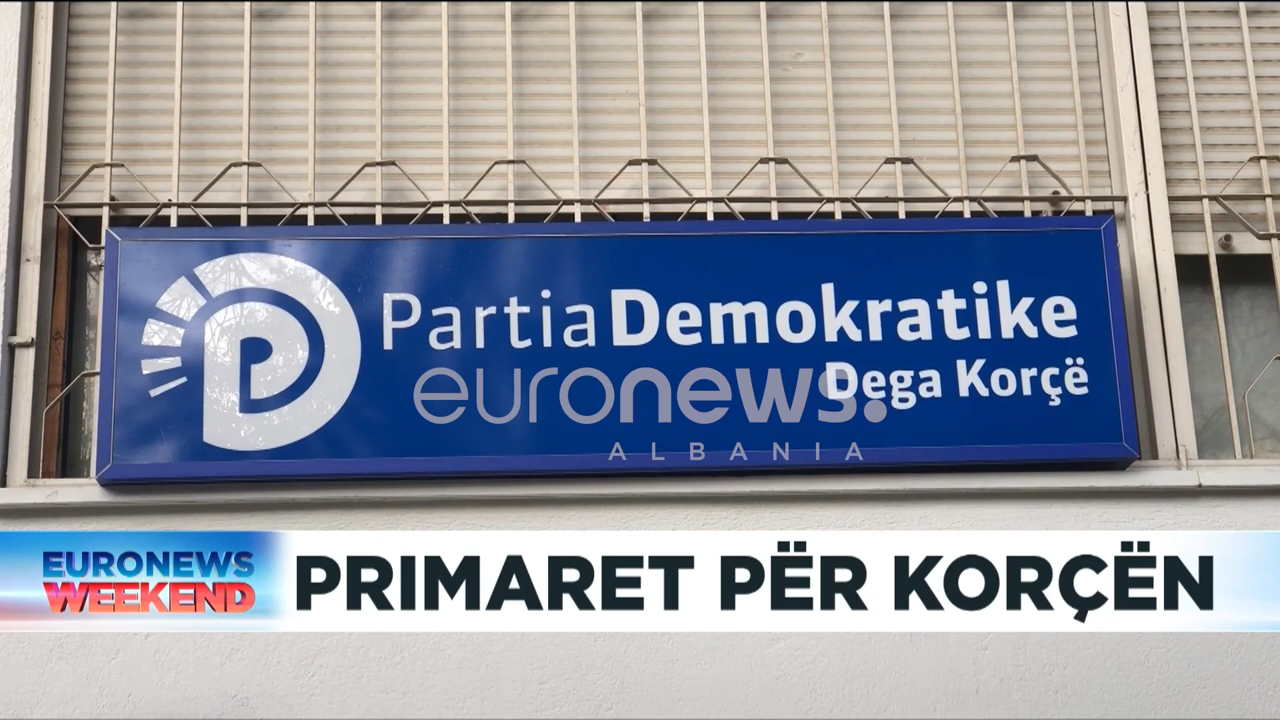 PartiaDemokratike
Dega Korçë
euronews.
ALBANIA
EURONEWS
WEEKEND
PRIMARET PËR KORÇËN